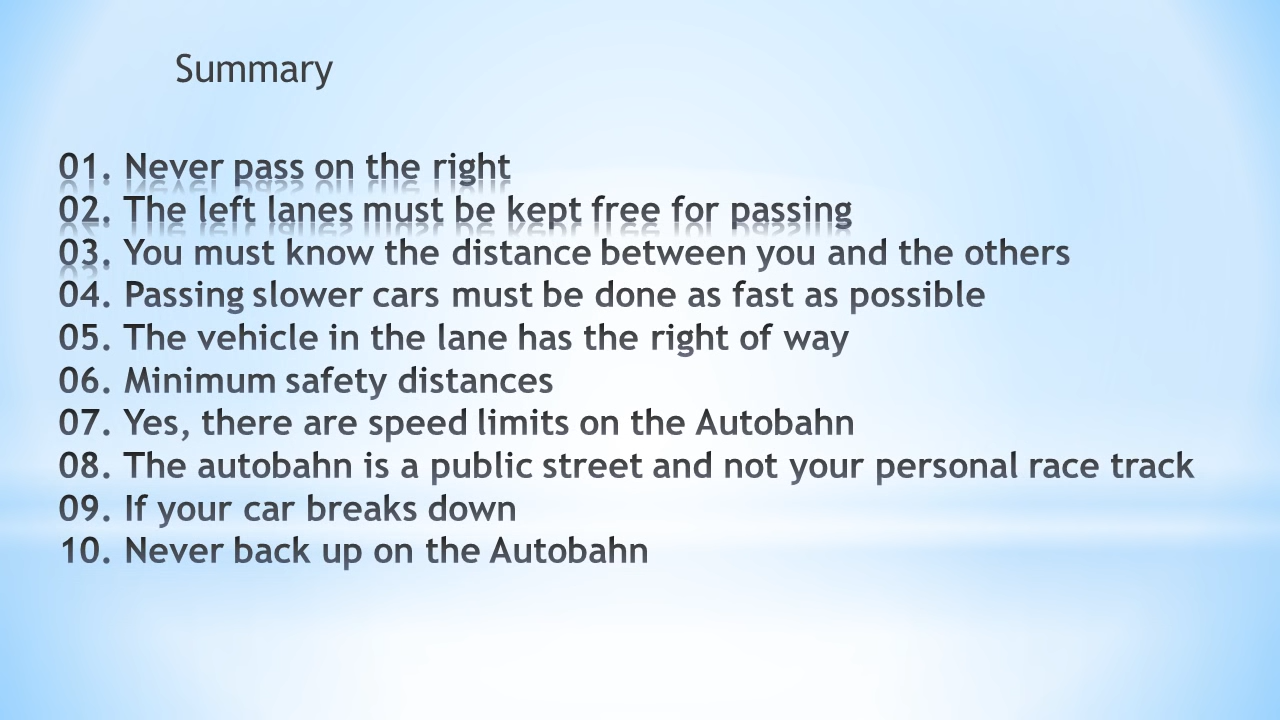 Summary
01. Never pass on the right
02. The left lanes must be kept free for passing
03. You must know the distance between you and the others
04. Passing slower cars must be done as fast as possible
05. The vehicle in the lane has the right of way
06. Minimum safety distances
07. Yes, there are speed limits on the Autobahn
08. The autobahn is a public street and not your personal race track
09. If your car breaks down
10. Never back up on the Autobahn